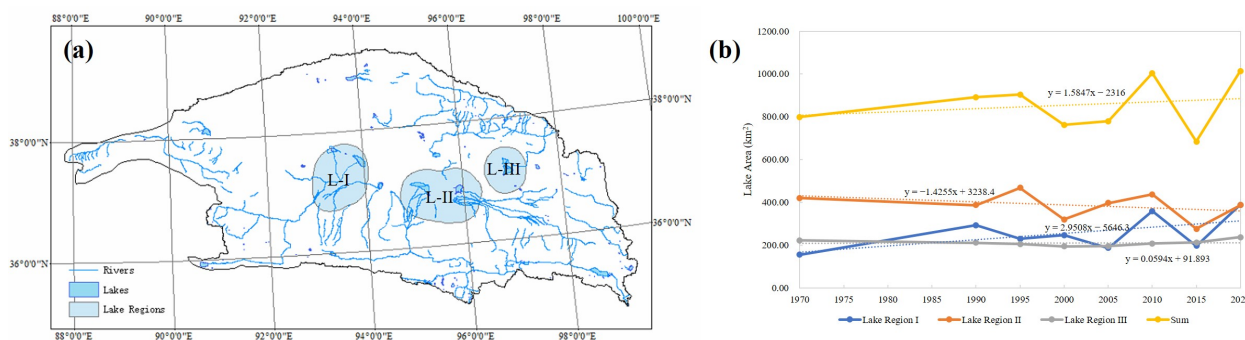 88°0'0"E 90°0'0"E 92°0'0"E 94°0'0"E 96°0'0"E 98°0'0"E 100°0'0"E
(a)
38°0'0"N
38°0'0"N
L-I
L-II
L-III
36°0'0"N
36°0'0"N
Rivers
Lakes
Lake Regions
88°0'0"E 90°0'0"E 92°0'0"E 94°0'0"E 96°0'0"E 98°0'0"E
(b)
Lake Area (km²)
1200.00
1000.00
800.00
600.00
400.00
200.00
0.00
y = 1.5847x − 2316
y = −1.4255x + 3238.4
y = 2.9508x − 5646.3
y = 0.0594x + 91.893
1970 1975 1980 1985 1990 1995 2000 2005 2010 2015 202
Lake Region I Lake Region II Lake Region III Sum